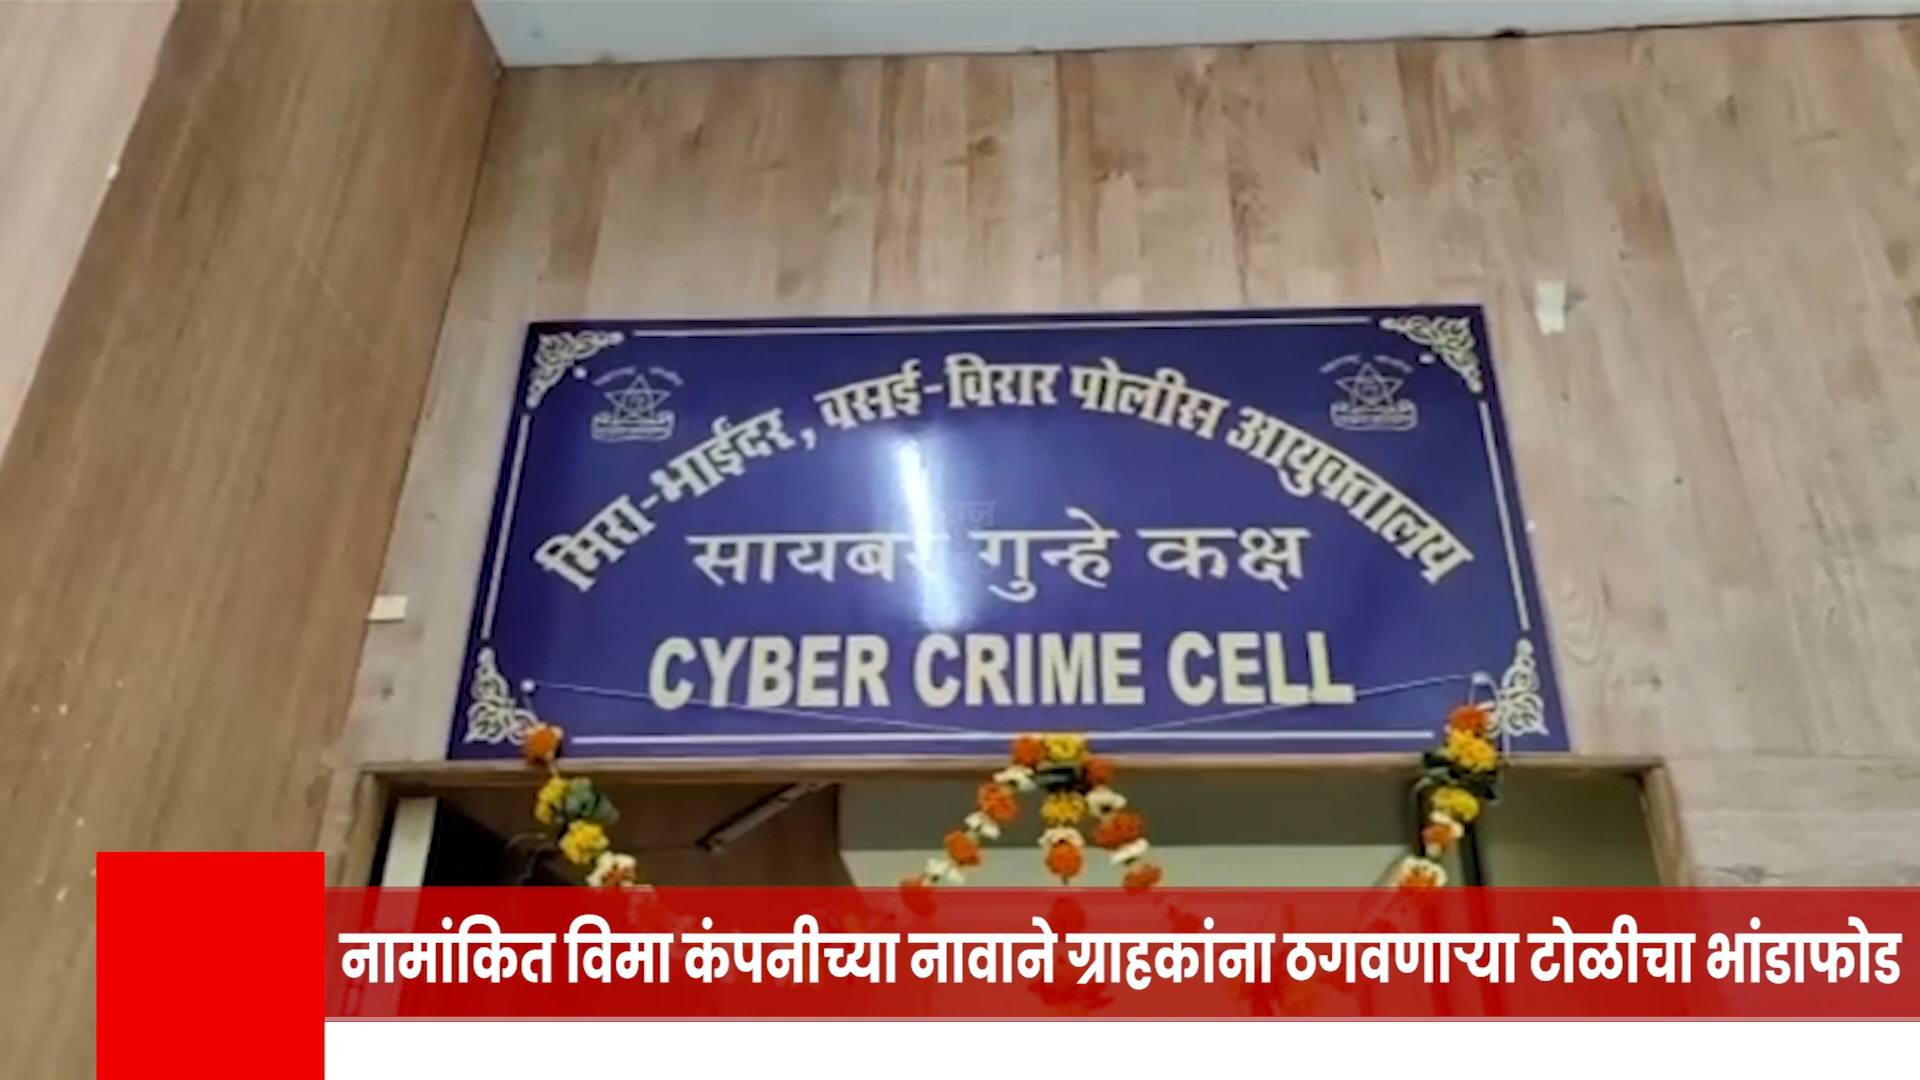 मिरा-भाईंदर, वसई-विरार पोलीस आयुक्तालय
सायबर गुन्हे कक्ष
CYBER CRIME CELL
नामांकित विमा कंपनीच्या नावाने ग्राहकांना ठगवणाऱ्या टोळीचा भांडाफोड